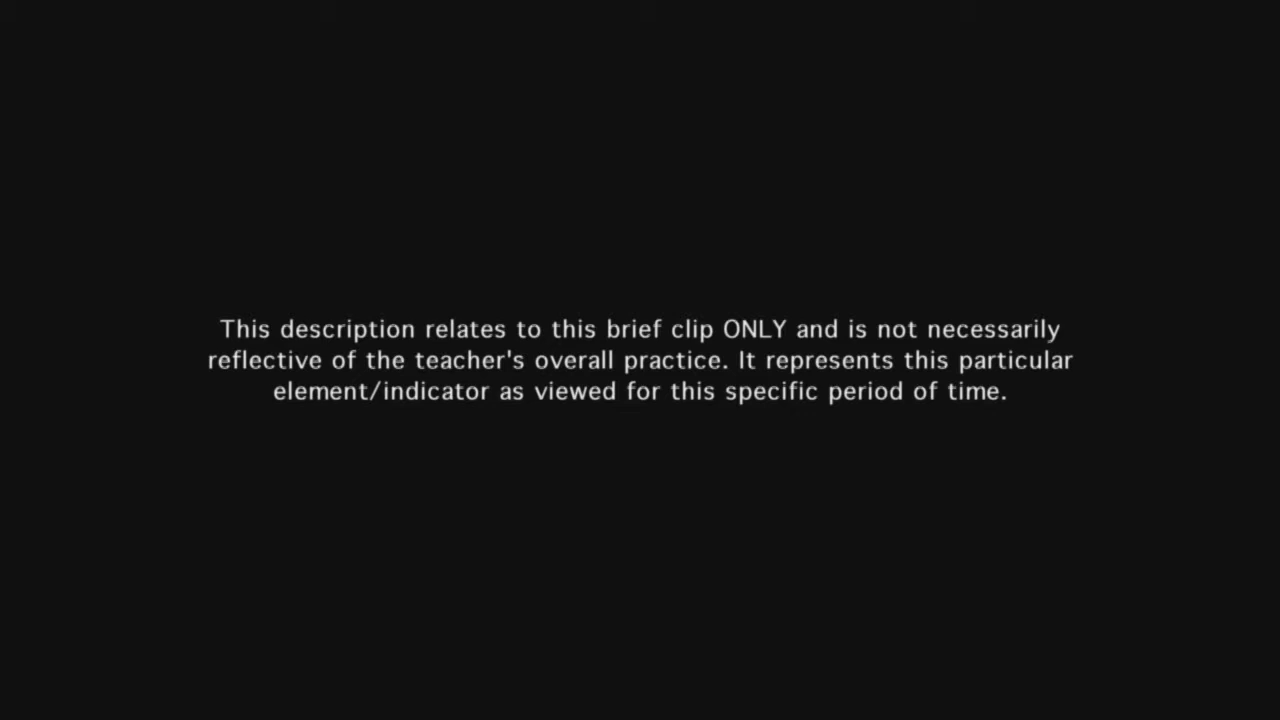 This description relates to this brief clip ONLY and is not necessarily
reflective of the teacher's overall practice. It represents this particular
element/indicator as viewed for this specific period of time.